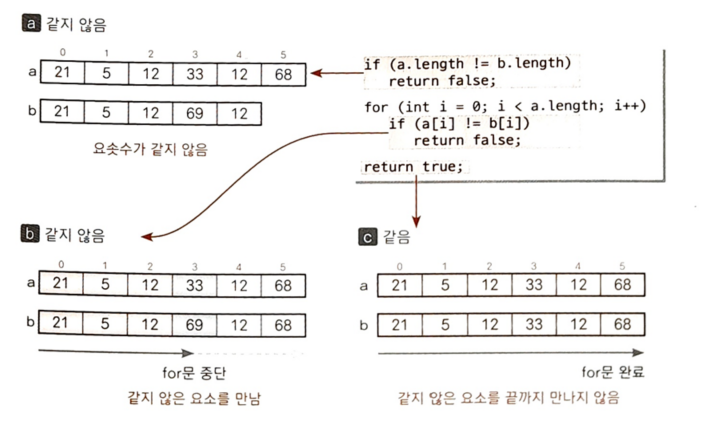 a 같지 않음
0 1 2 3 4 5
a 21 5 12 33 12 68
b 21 5 12 69 12
요솟수가 같지 않음
if (a.length != b.length)
return false;
for (int i = 0; i < a.length; i++)
if (a[i] != b[i])
return false;
return true;
b 같지 않음
0 1 2 3 4 5
a 21 5 12 33 12 68
b 21 5 12 69 12 68
for문 중단
같지 않은 요소를 만남
c 같음
0 1 2 3 4 5
a 21 5 12 33 12 68
b 21 5 12 33 12 68
for문 완료
같지 않은 요소를 끝까지 만나지 않음